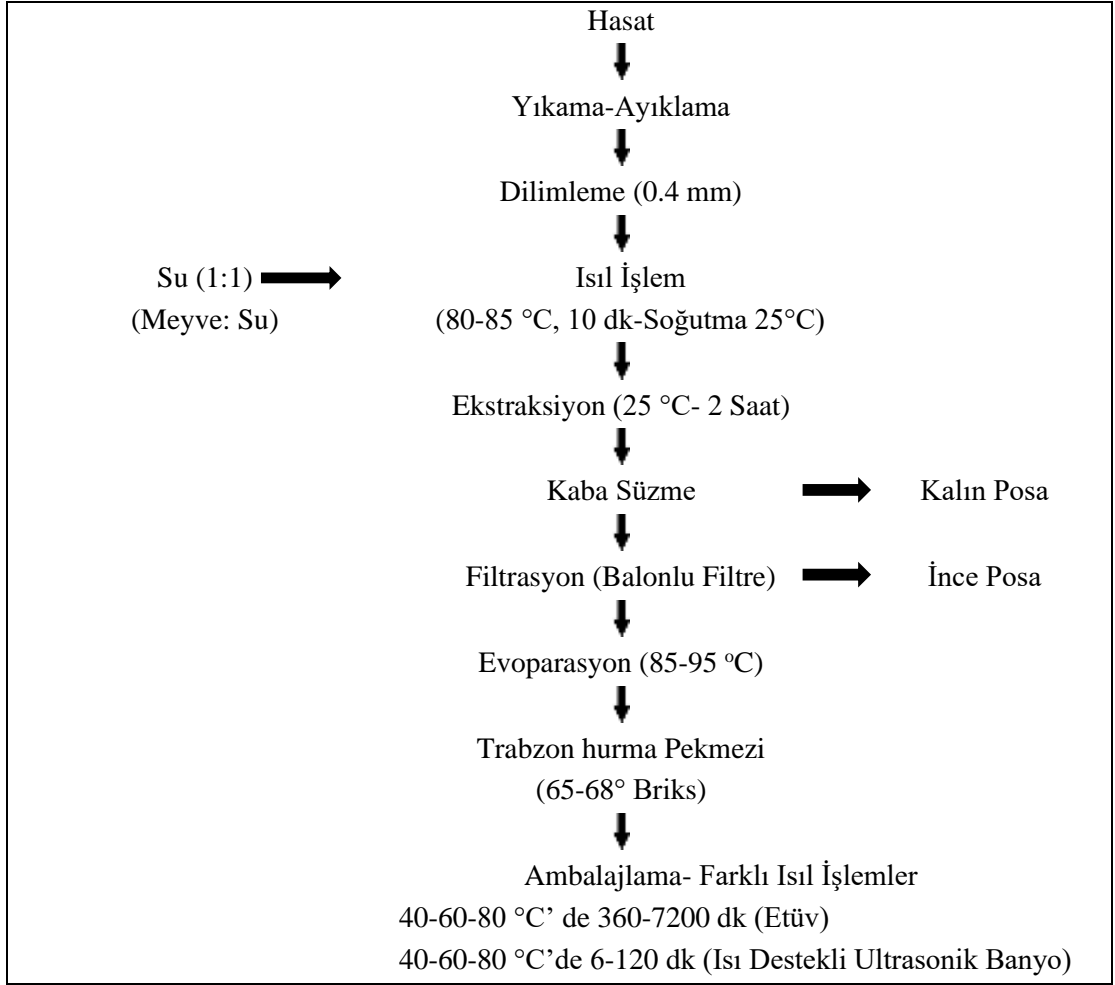 Hasat
Yıkama-Ayıklama
Dilimleme (0.4 mm)
Su (1:1)
(Meyve: Su)
Isıl İşlem
(80-85 °C, 10 dk-Soğutma 25°C)
Ekstraksiyon (25 °C- 2 Saat)
Kaba Süzme
Kalın Posa
Filtrasyon (Balonlu Filtre)
İnce Posa
Evoparasyon (85-95 ºC)
Trabzon hurma Pekmezi
(65-68° Briks)
Ambalajlama- Farklı Isıl İşlemler
40-60-80 °C’ de 360-7200 dk (Etüv)
40-60-80 °C’de 6-120 dk (Isı Destekli Ultrasonik Banyo)